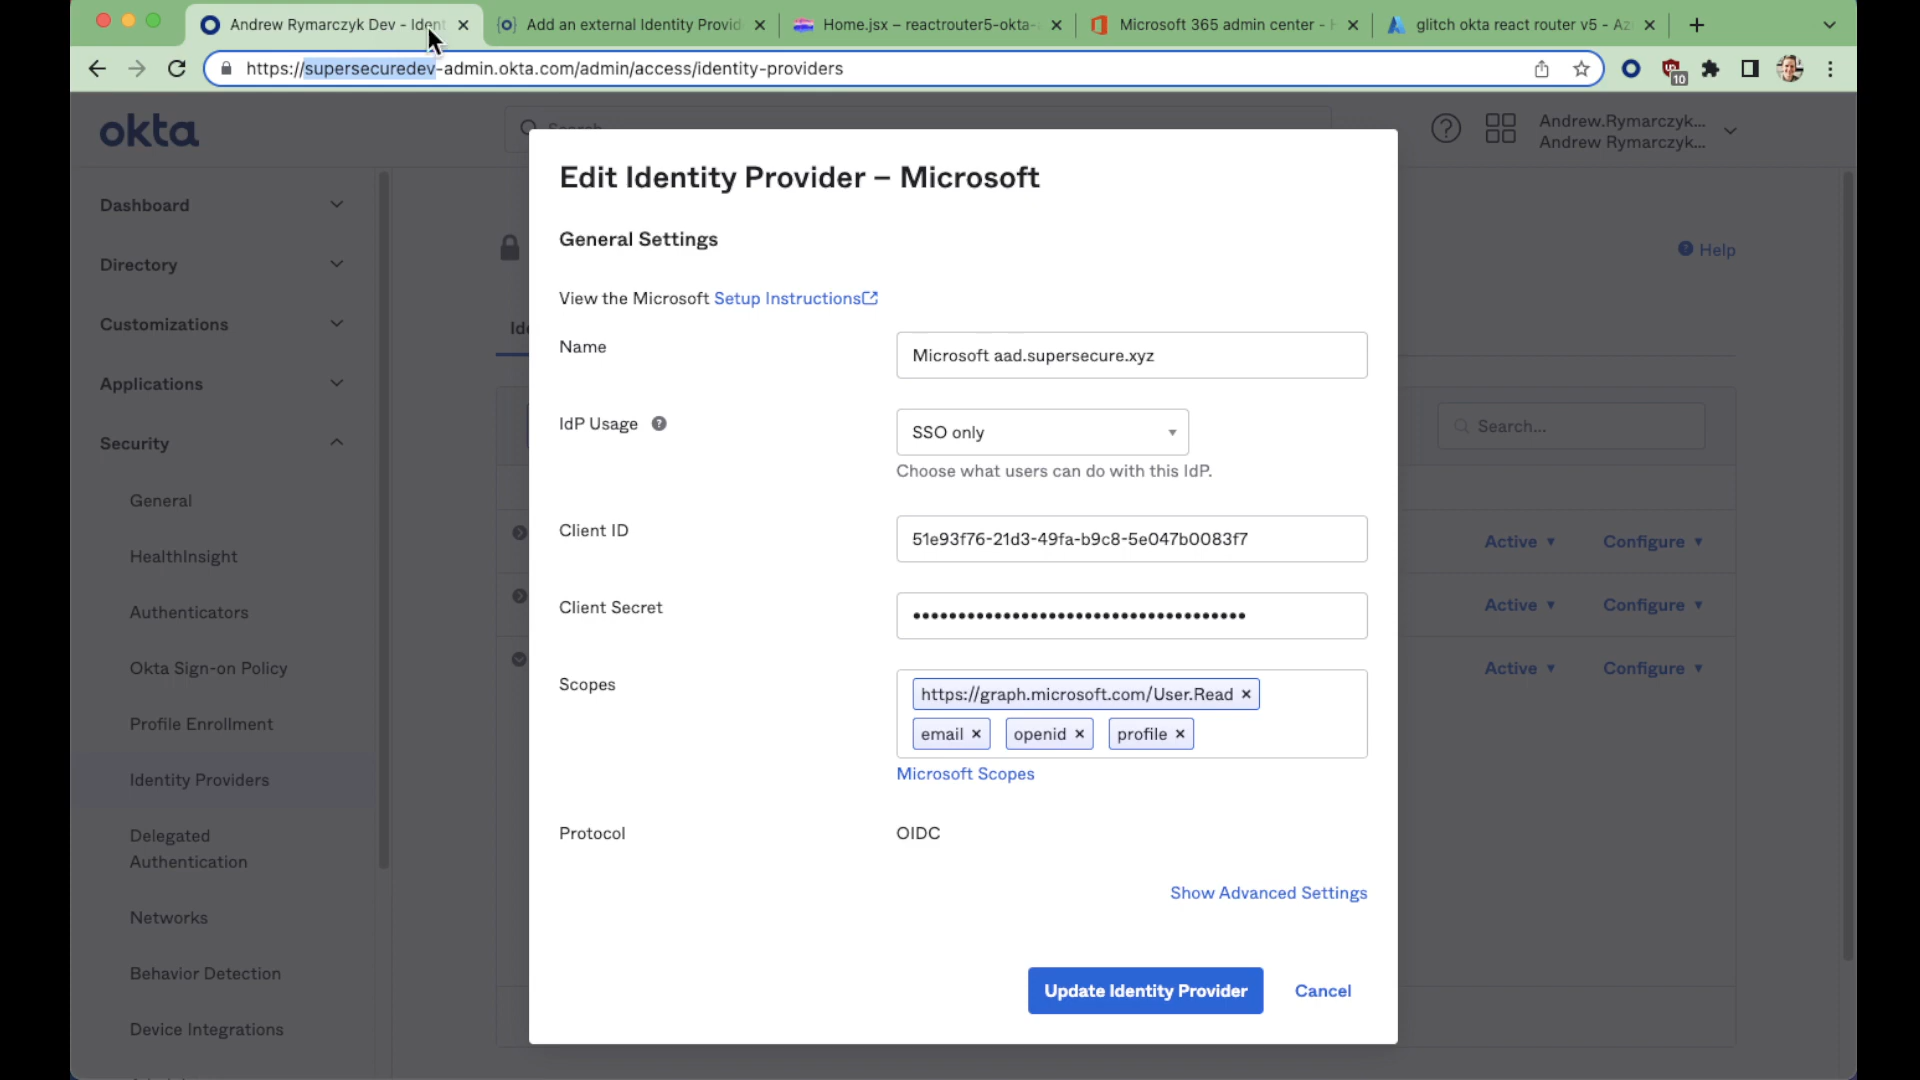 Andrew Rymarczyk Dev - Ident
Add an external Identity Provid
Home.jsx – reactrouter5-okta-
Microsoft 365 admin center - H
glitch okta react router v5 - Az
https://supersecuredev-admin.okta.com/admin/access/identity-providers
10
okta
Search...
Andrew.Rymarczyk...
Andrew Rymarczyk...
Dashboard
Directory
Customizations
Applications
Security
General
HealthInsight
Authenticators
Okta Sign-on Policy
Profile Enrollment
Identity Providers
Delegated
Authentication
Networks
Behavior Detection
Device Integrations
Help
Ide
Search...
Active
Configure
Active
Configure
Active
Configure
Edit Identity Provider – Microsoft
General Settings
View the Microsoft Setup Instructions
Name
Microsoft aad.supersecure.xyz
IdP Usage
SSO only
Choose what users can do with this IdP.
Client ID
51e93f76-21d3-49fa-b9c8-5e047b0083f7
Client Secret
••••••••••••••••••••••••••••••••••••
Scopes
https://graph.microsoft.com/User.Read
email
openid
profile
Microsoft Scopes
Protocol
OIDC
Show Advanced Settings
Update Identity Provider
Cancel